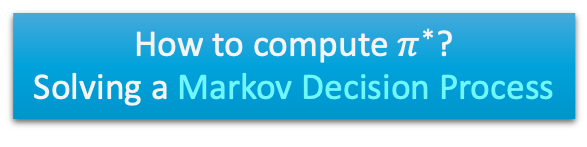 How to compute 𝜋*?
Solving a Markov Decision Process